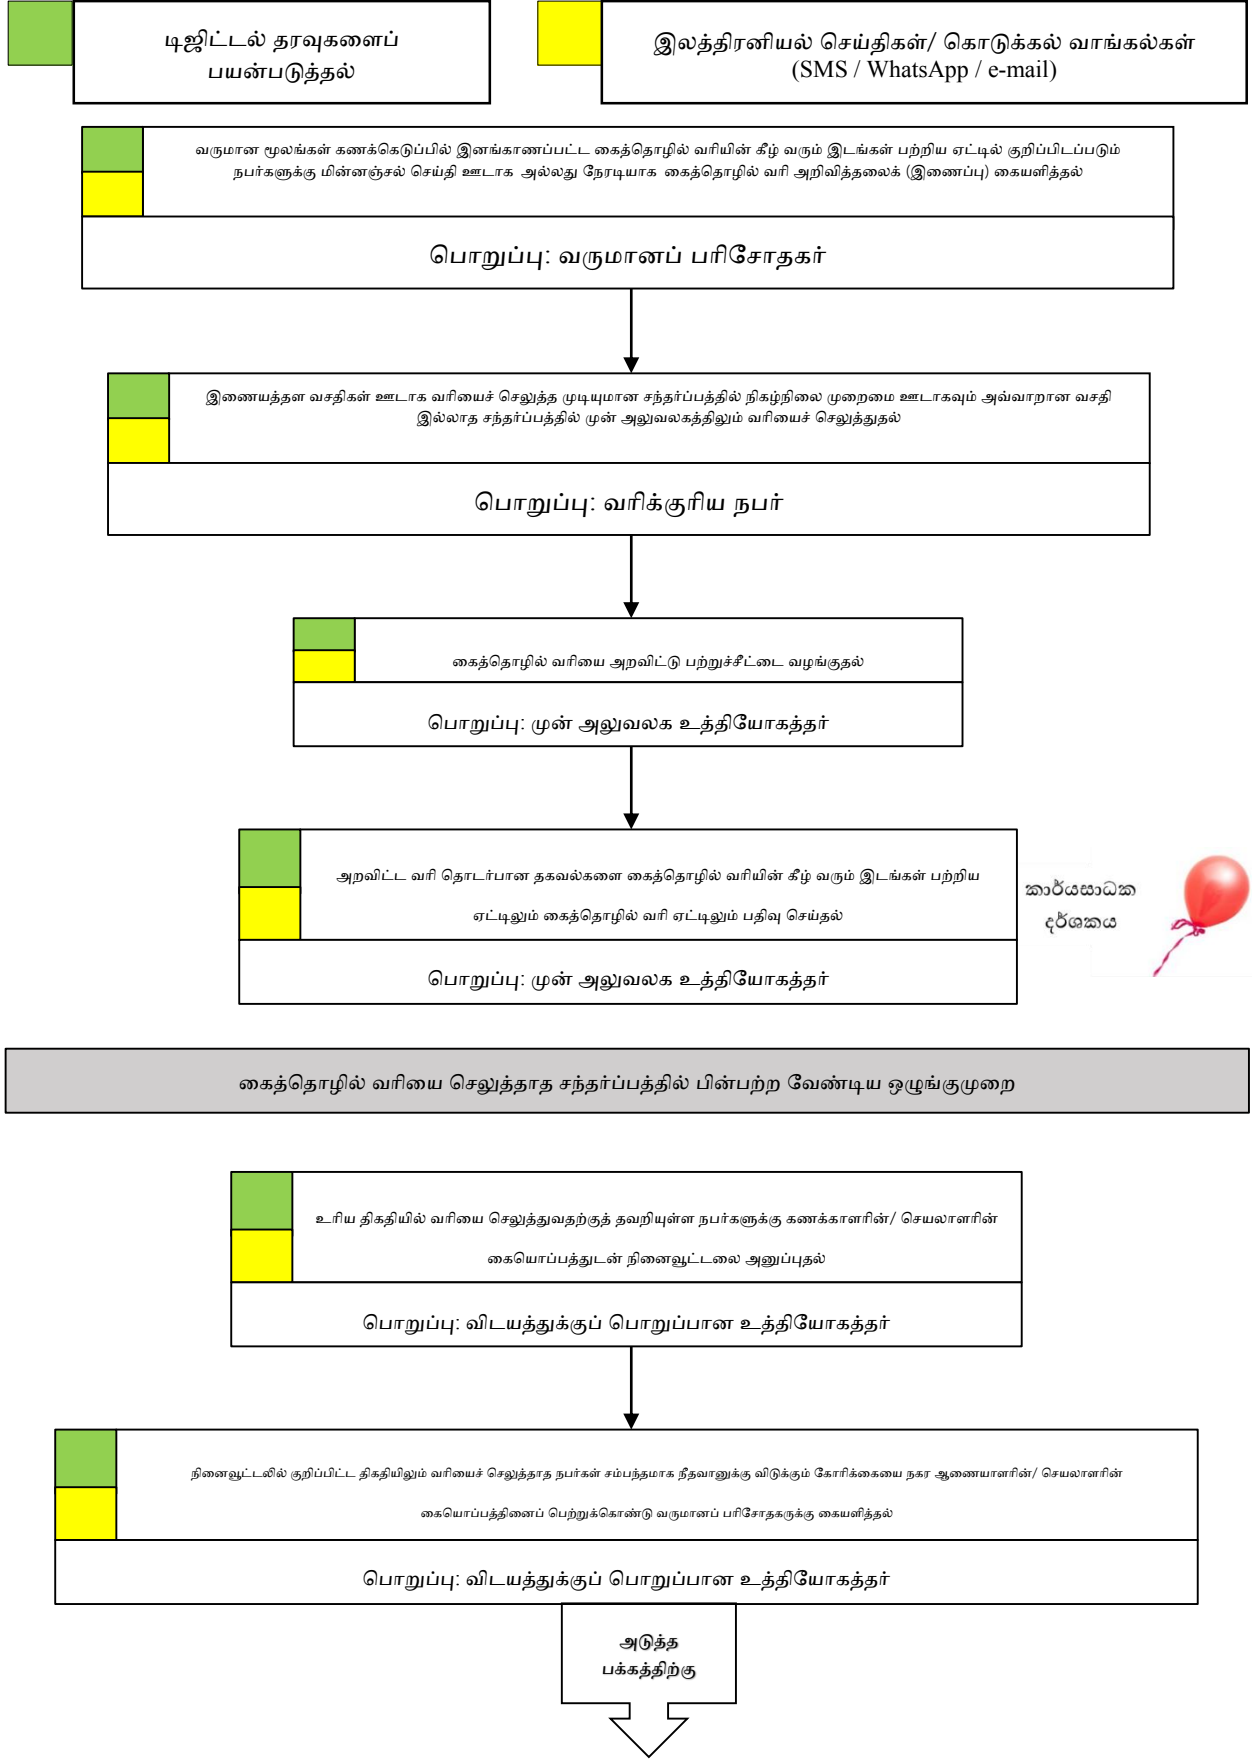 டிஜிட்டல் தரவுகளைப்
பயன்படுத்தல்
இலத்திரனியல் செய்திகள்/ கொடுக்கல் வாங்கல்கள்
(SMS / WhatsApp / e-mail)
வருமான மூலங்கள் கணக்கெடுப்பில் இனங்காணப்பட்ட கைத்தொழில் வரியின் கீழ் வரும் இடங்கள் பற்றிய ஏட்டில் குறிப்பிடப்படும்
நபர்களுக்கு மின்னஞ்சல் செய்தி ஊடாக அல்லது நேரடியாக கைத்தொழில் வரி அறிவித்தலைக் (இணைப்பு) கையளித்தல்
பொறுப்பு: வருமானப் பரிசோதகர்
இணையத்தள வசதிகள் ஊடாக வரியைச் செலுத்த முடியுமான சந்தர்ப்பத்தில் நிகழ்நிலை முறைமை ஊடாகவும் அவ்வாறான வசதி
இல்லாத சந்தர்ப்பத்தில் முன் அலுவலகத்திலும் வரியைச் செலுத்துதல்
பொறுப்பு: வரிக்குரிய நபர்
கைத்தொழில் வரியை அறவிட்டு பற்றுச்சீட்டை வழங்குதல்
பொறுப்பு: முன் அலுவலக உத்தியோகத்தர்
அறவிட்ட வரி தொடர்பான தகவல்களை கைத்தொழில் வரியின் கீழ் வரும் இடங்கள் பற்றிய
ஏட்டிலும் கைத்தொழில் வரி ஏட்டிலும் பதிவு செய்தல்
பொறுப்பு: முன் அலுவலக உத்தியோகத்தர்
කාර්යසාධක
දර්ශකය
கைத்தொழில் வரியை செலுத்தாத சந்தர்ப்பத்தில் பின்பற்ற வேண்டிய ஒழுங்குமுறை
உரிய திகதியில் வரியை செலுத்துவதற்குத் தவறியுள்ள நபர்களுக்கு கணக்காளரின்/ செயலாளரின்
கையொப்பத்துடன் நினைவூட்டலை அனுப்புதல்
பொறுப்பு: விடயத்துக்குப் பொறுப்பான உத்தியோகத்தர்
நினைவூட்டலில் குறிப்பிட்ட திகதியிலும் வரியைச் செலுத்தாத நபர்கள் சம்பந்தமாக நீதவானுக்கு விடுக்கும் கோரிக்கையை நகர ஆணையாளரின்/ செயலாளரின்
கையொப்பத்தினைப் பெற்றுக்கொண்டு வருமானப் பரிசோதகருக்கு கையளித்தல்
பொறுப்பு: விடயத்துக்குப் பொறுப்பான உத்தியோகத்தர்
அடுத்த
பக்கத்திற்கு